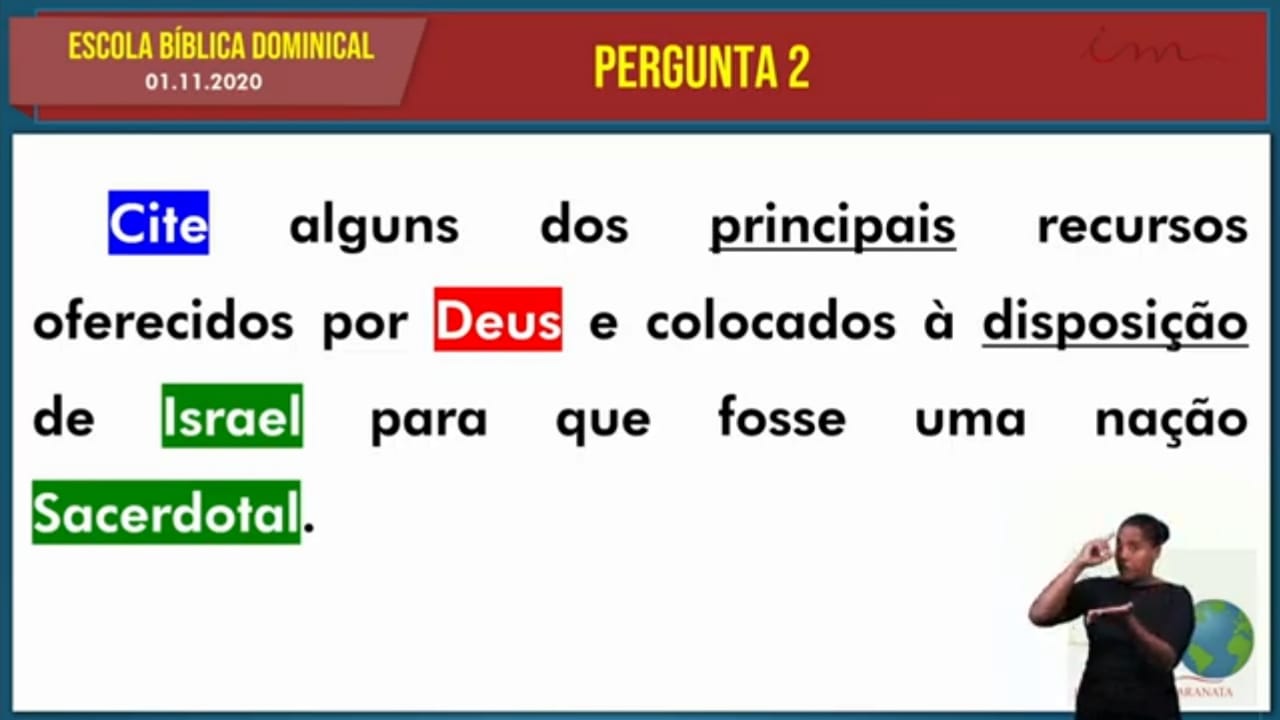 ESCOLA BÍBLICA DOMINICAL
01.11.2020
PERGUNTA 2
im
Cite alguns dos principais recursos
oferecidos por Deus e colocados à disposição
de Israel para que fosse uma nação
Sacerdotal.
ARANATA